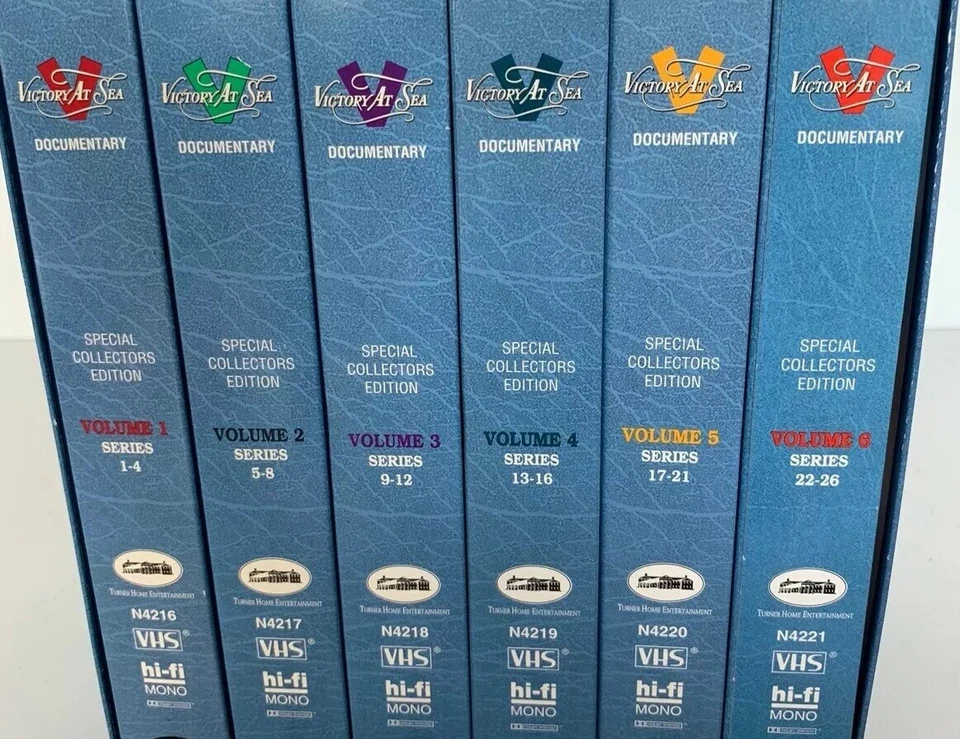 VICTORY AT SEA
DOCUMENTARY
SPECIAL
COLLECTORS
EDITION
VOLUME 1
SERIES
1-4
TURNER HOME ENTERTAINMENT
N4216
VHS®
hi-fi
MONO
VICTORY AT SEA
DOCUMENTARY
SPECIAL
COLLECTORS
EDITION
VOLUME 2
SERIES
5-8
TURNER HOME ENTERTAINMENT
N4217
VHS®
hi-fi
MONO
VICTORY AT SEA
DOCUMENTARY
SPECIAL
COLLECTORS
EDITION
VOLUME 3
SERIES
9-12
TURNER HOME ENTERTAINMENT
N4218
VHS®
hi-fi
MONO
VICTORY AT SEA
DOCUMENTARY
SPECIAL
COLLECTORS
EDITION
VOLUME 4
SERIES
13-16
TURNER HOME ENTERTAINMENT
N4219
VHS®
hi-fi
MONO
VICTORY AT SEA
DOCUMENTARY
SPECIAL
COLLECTORS
EDITION
VOLUME 5
SERIES
17-21
TURNER HOME ENTERTAINMENT
N4220
VHS®
hi-fi
MONO
VICTORY AT SEA
DOCUMENTARY
SPECIAL
COLLECTORS
EDITION
VOLUME 6
SERIES
22-26
TURNER HOME ENTERTAINMENT
N4221
VHS®
hi-fi
MONO